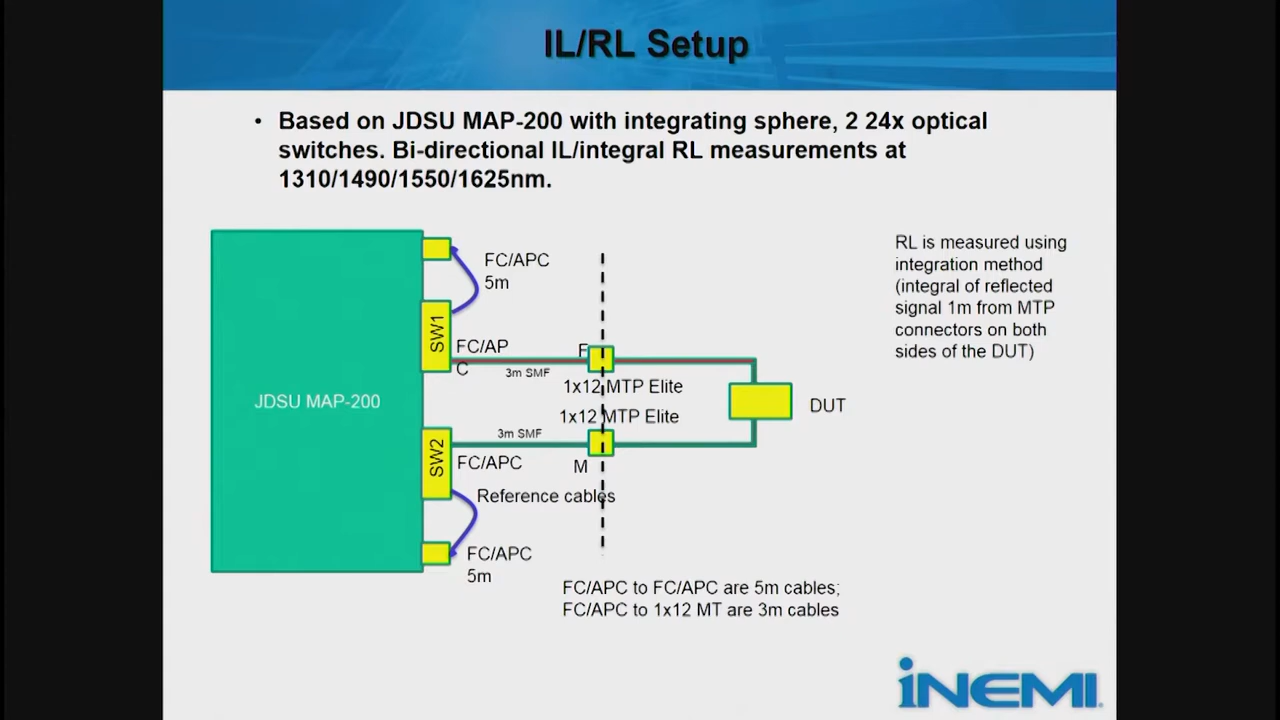 IL/RL Setup
• Based on JDSU MAP-200 with integrating sphere, 2 24x optical
switches. Bi-directional IL/integral RL measurements at
1310/1490/1550/1625nm.
RL is measured using
integration method
(integral of reflected
signal 1m from MTP
connectors on both
sides of the DUT)
FC/APC
5m
SW1
FC/AP
C
3m SMF
F
1x12 MTP Elite
JDSU MAP-200
DUT
1x12 MTP Elite
3m SMF
SW2
FC/APC
M
Reference cables
FC/APC
5m
FC/APC to FC/APC are 5m cables;
FC/APC to 1x12 MT are 3m cables
iNEMI